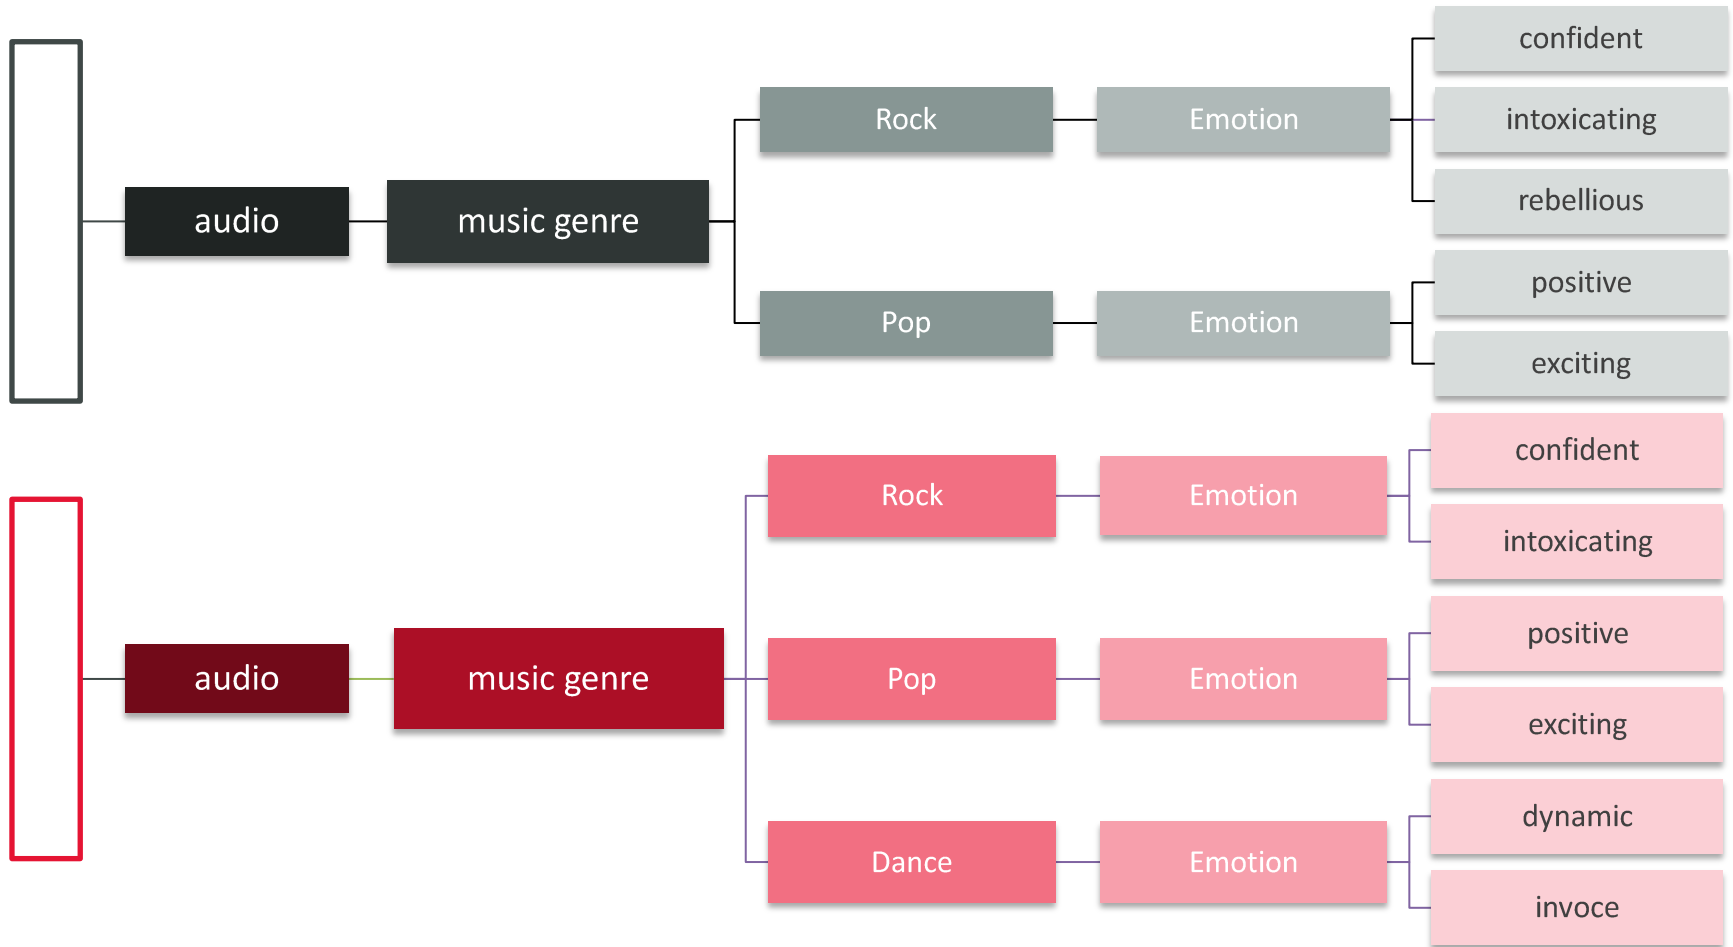 confident
Rock
Emotion
intoxicating
rebellious
audio
music genre
positive
Pop
Emotion
exciting
confident
Rock
Emotion
intoxicating
positive
audio
music genre
Pop
Emotion
exciting
dynamic
Dance
Emotion
invoce